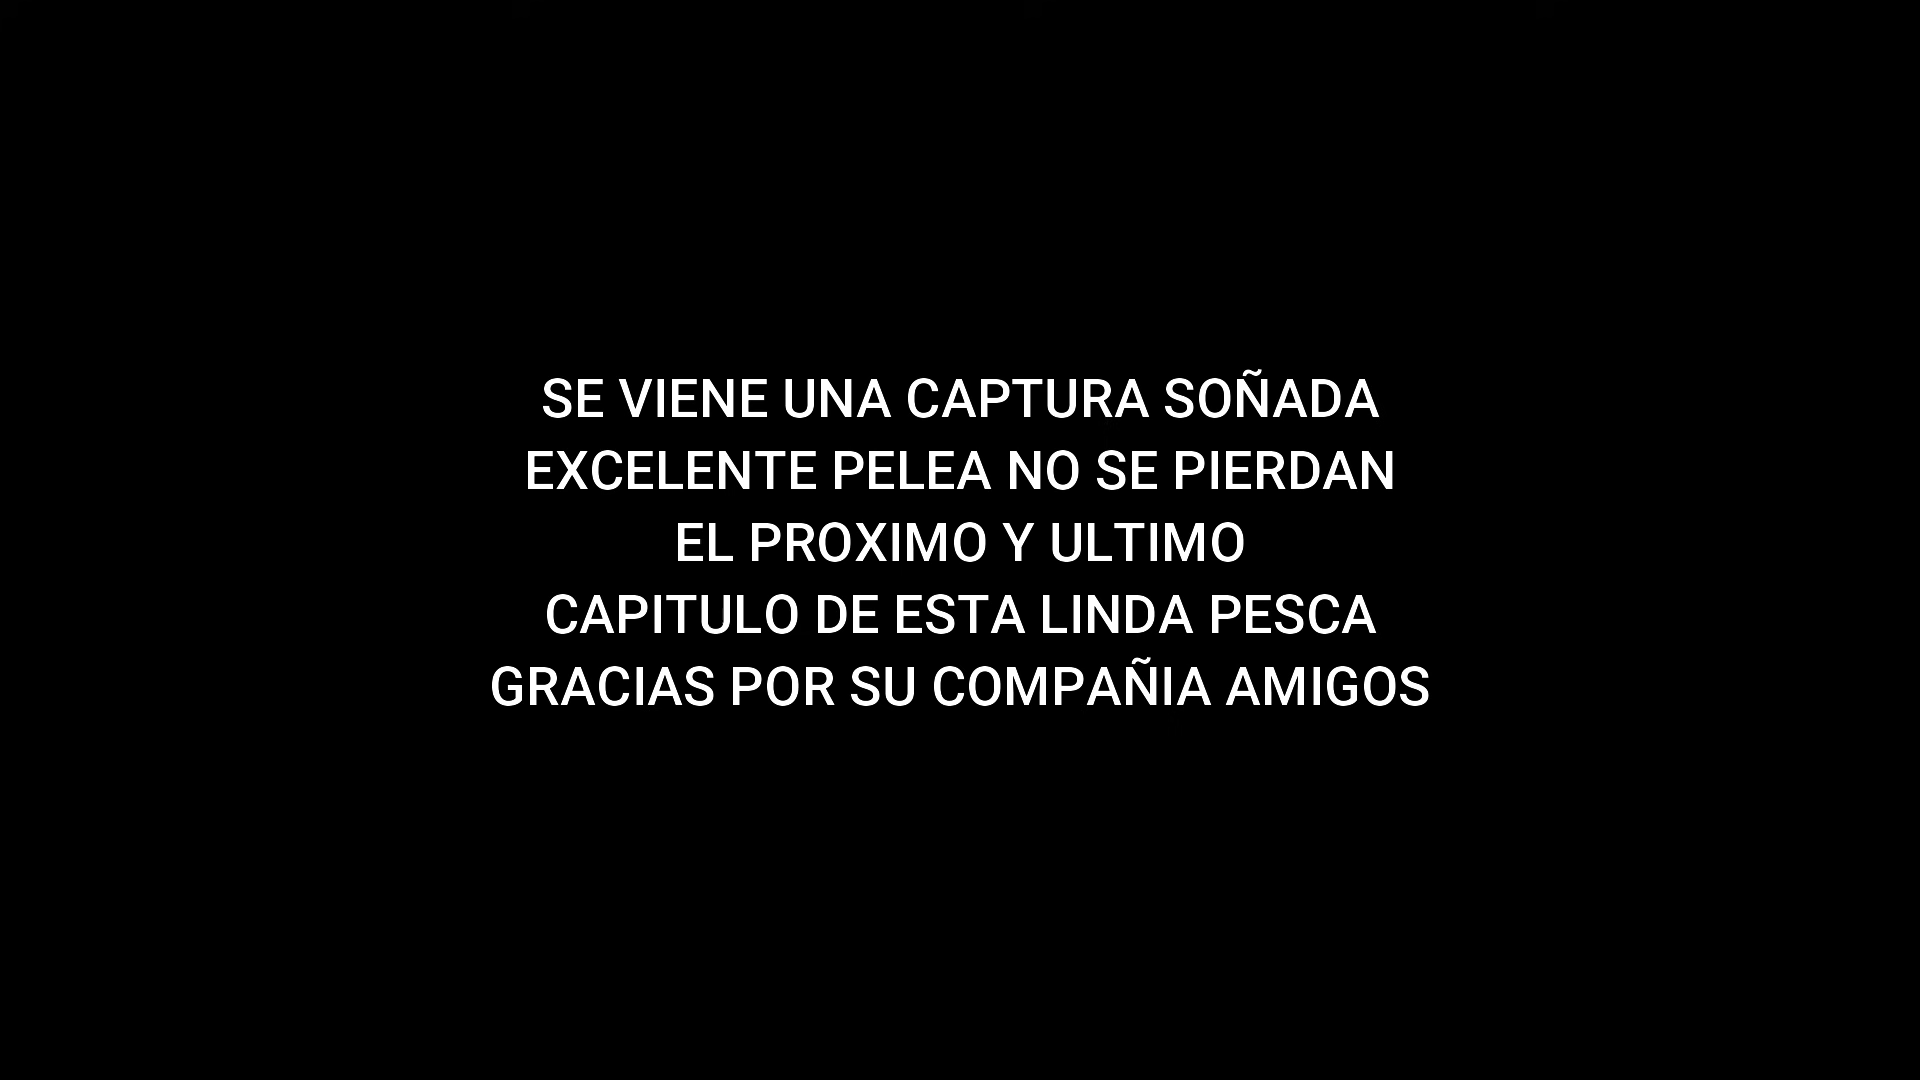 SE VIENE UNA CAPTURA SOÑADA
EXCELENTE PELEA NO SE PIERDAN
EL PROXIMO Y ULTIMO
CAPITULO DE ESTA LINDA PESCA
GRACIAS POR SU COMPAÑIA AMIGOS